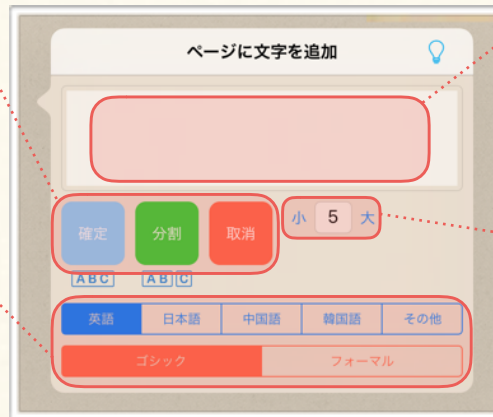 ページに文字を追加
確定 分割 取消 小 5 大
ABC ABC
英語 日本語 中国語 韓国語 その他
ゴシック フォーマル